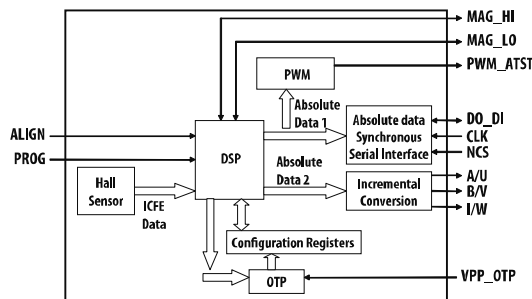 MAG_HI
MAG_LO
PWM_ATST
PWM
Absolute
Data 1
Absolute data
Synchronous
Serial Interface
DO_DI
CLK
NCS
ALIGN
PROG
DSP
Absolute
Data 2
Hall
Sensor
ICFE
Data
Incremental
Conversion
A/U
B/V
I/W
Configuration Registers
OTP
VPP_OTP